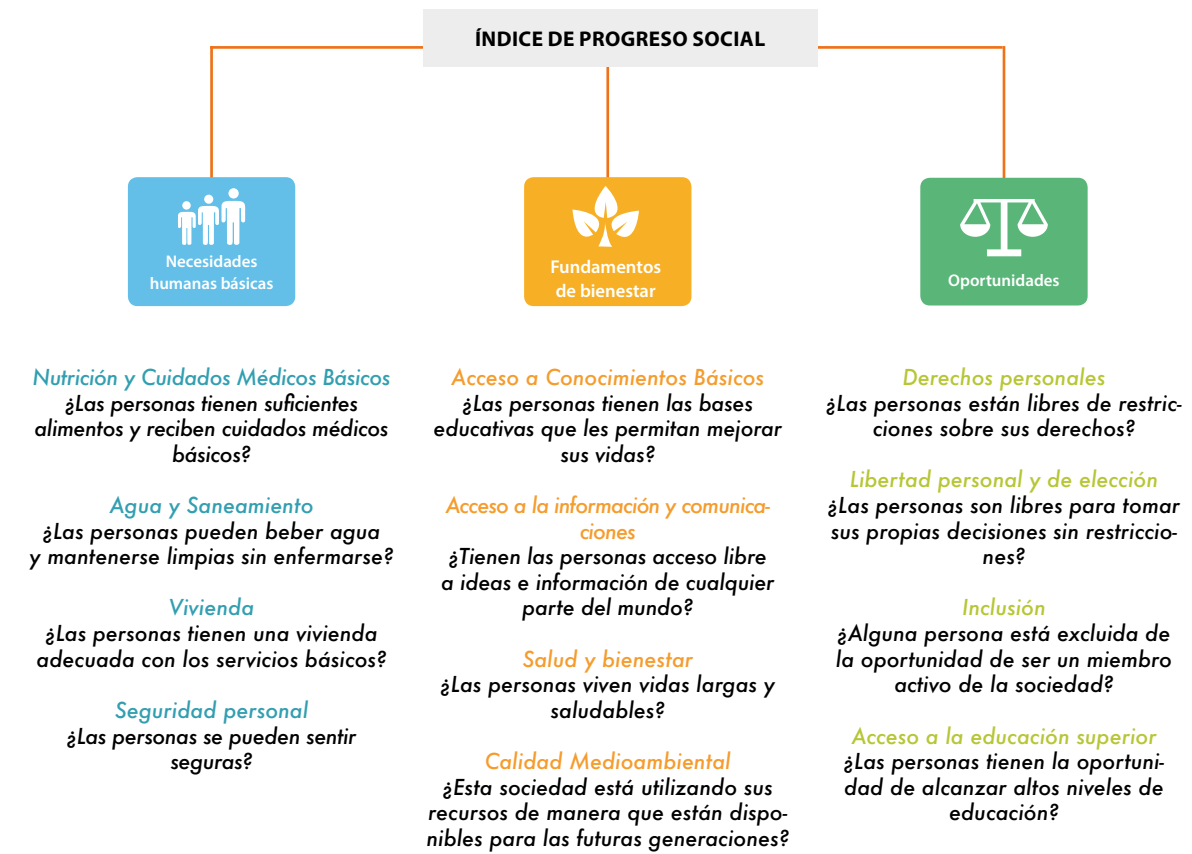 ÍNDICE DE PROGRESO SOCIAL
Necesidades
humanas básicas
Fundamentos
de bienestar
Oportunidades
Nutrición y Cuidados Médicos Básicos
¿Las personas tienen suficientes
alimentos y reciben cuidados médicos
básicos?
Agua y Saneamiento
¿Las personas pueden beber agua
y mantenerse limpias sin enfermarse?
Vivienda
¿Las personas tienen una vivienda
adecuada con los servicios básicos?
Seguridad personal
¿Las personas se pueden sentir
seguras?
Acceso a Conocimientos Básicos
¿Las personas tienen las bases
educativas que les permitan mejorar
sus vidas?
Acceso a la información y comunica-
ciones
¿Tienen las personas acceso libre
a ideas e información de cualquier
parte del mundo?
Salud y bienestar
¿Las personas viven vidas largas y
saludables?
Calidad Medioambiental
¿Esta sociedad está utilizando sus
recursos de manera que están dispo-
nibles para las futuras generaciones?
Derechos personales
¿Las personas están libres de restric-
ciones sobre sus derechos?
Libertad personal y de elección
¿Las personas son libres para tomar
sus propias decisiones sin restriccio-
nes?
Inclusión
¿Alguna persona está excluida de
la oportunidad de ser un miembro
activo de la sociedad?
Acceso a la educación superior
¿Las personas tienen la oportuni-
dad de alcanzar altos niveles de
educación?